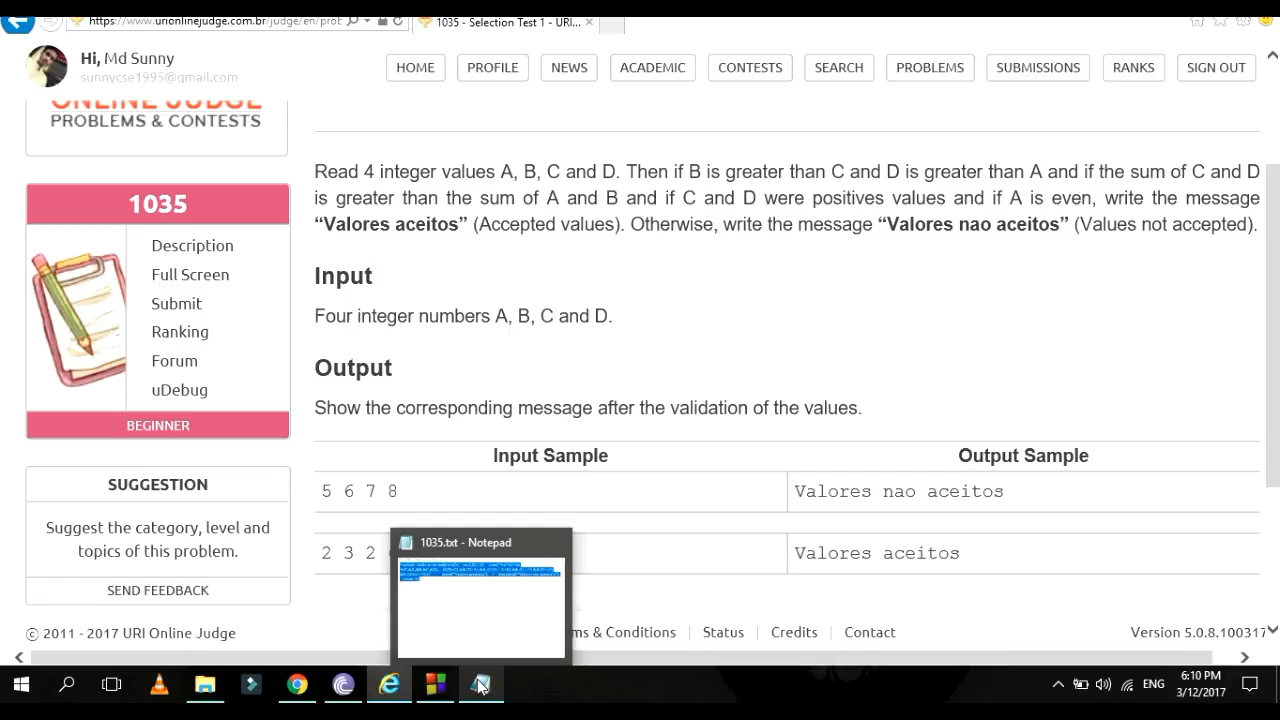 https://www.urionlinejudge.com.br/judge/en/prob
1035 - Selection Test 1 - URI...
Hi, Md Sunny
sunnycse1995@gmail.com
HOME
PROFILE
NEWS
ACADEMIC
CONTESTS
SEARCH
PROBLEMS
SUBMISSIONS
RANKS
SIGN OUT
ONLINE JUDGE
PROBLEMS & CONTESTS
1035
Description
Full Screen
Submit
Ranking
Forum
uDebug
BEGINNER
SUGGESTION
Suggest the category, level and
topics of this problem.
SEND FEEDBACK
Read 4 integer values A, B, C and D. Then if B is greater than C and D is greater than A and if the sum of C and D
is greater than the sum of A and B and if C and D were positives values and if A is even, write the message
“Valores aceitos” (Accepted values). Otherwise, write the message “Valores nao aceitos” (Values not accepted).
Input
Four integer numbers A, B, C and D.
Output
Show the corresponding message after the validation of the values.
Input Sample
Output Sample
5 6 7 8
Valores nao aceitos
2 3 2
Valores aceitos
1035.txt - Notepad
© 2011 - 2017 URI Online Judge
ms & Conditions
Status
Credits
Contact
Version 5.0.8.100317
ENG
6:10 PM
3/12/2017